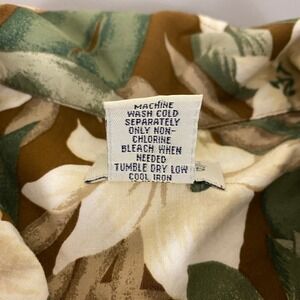 MACHINE
WASH COLD
SEPARATELY
ONLY NON-
CHLORINE
BLEACH WHEN
NEEDED
TUMBLE DRY LOW
COOL IRON